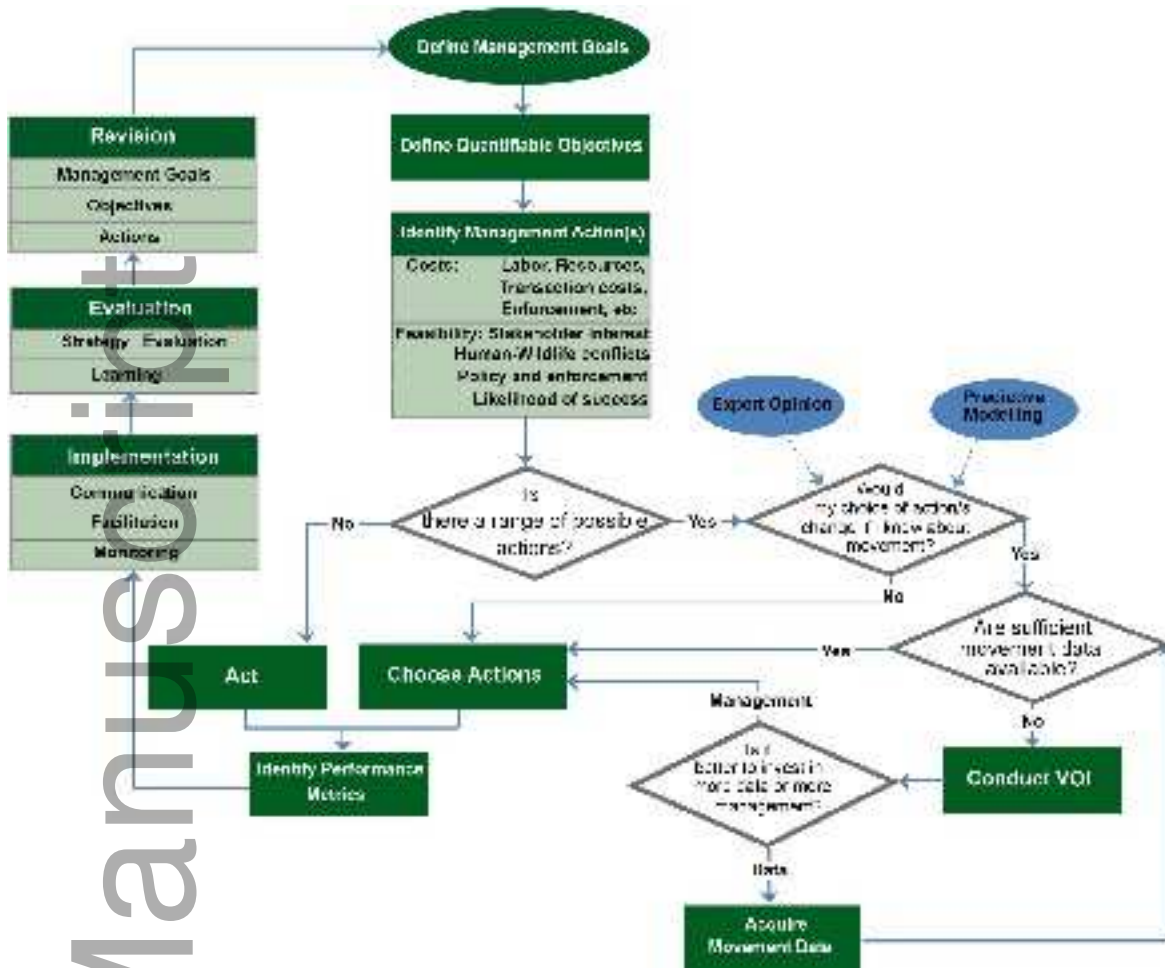 Define Management Goals
Define Quantifiable Objectives
Identify Management Action(s)
Costs: Labor, Resources,
Transaction costs,
Enforcement, etc
Feasibility: Stakeholder Interest
Human-Wildlife conflicts
Policy and enforcement
Likelihood of success
Revision
Management Goals
Objectives
Actions
Evaluation
Strategy Evaluation
Learning
Implementation
Communication
Facilitation
Monitoring
Expert Opinion
Predictive
Modelling
Is
there a range of possible
actions?
No
Yes
Would
my choice of action/s
change if I knew about
movement?
Yes
No
Are sufficient
movement data
available?
Yes
No
Act
Choose Actions
Management
Identify Performance
Metrics
Is it
better to invest in
more data or more
management?
Conduct VOI
Data
Acquire
Movement Data
Manuscript